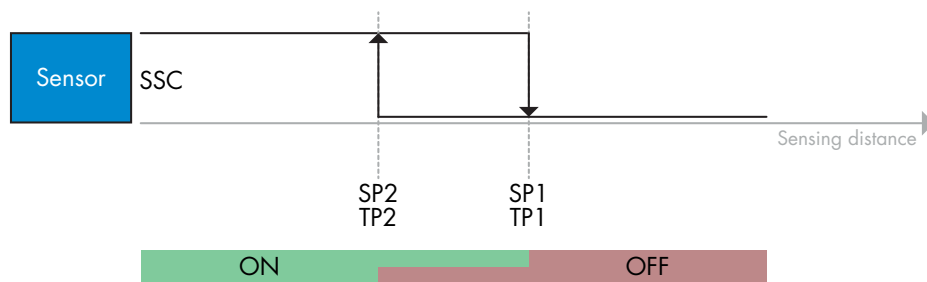 Sensor
SSC
Sensing distance
SP2
TP2
SP1
TP1
ON
OFF